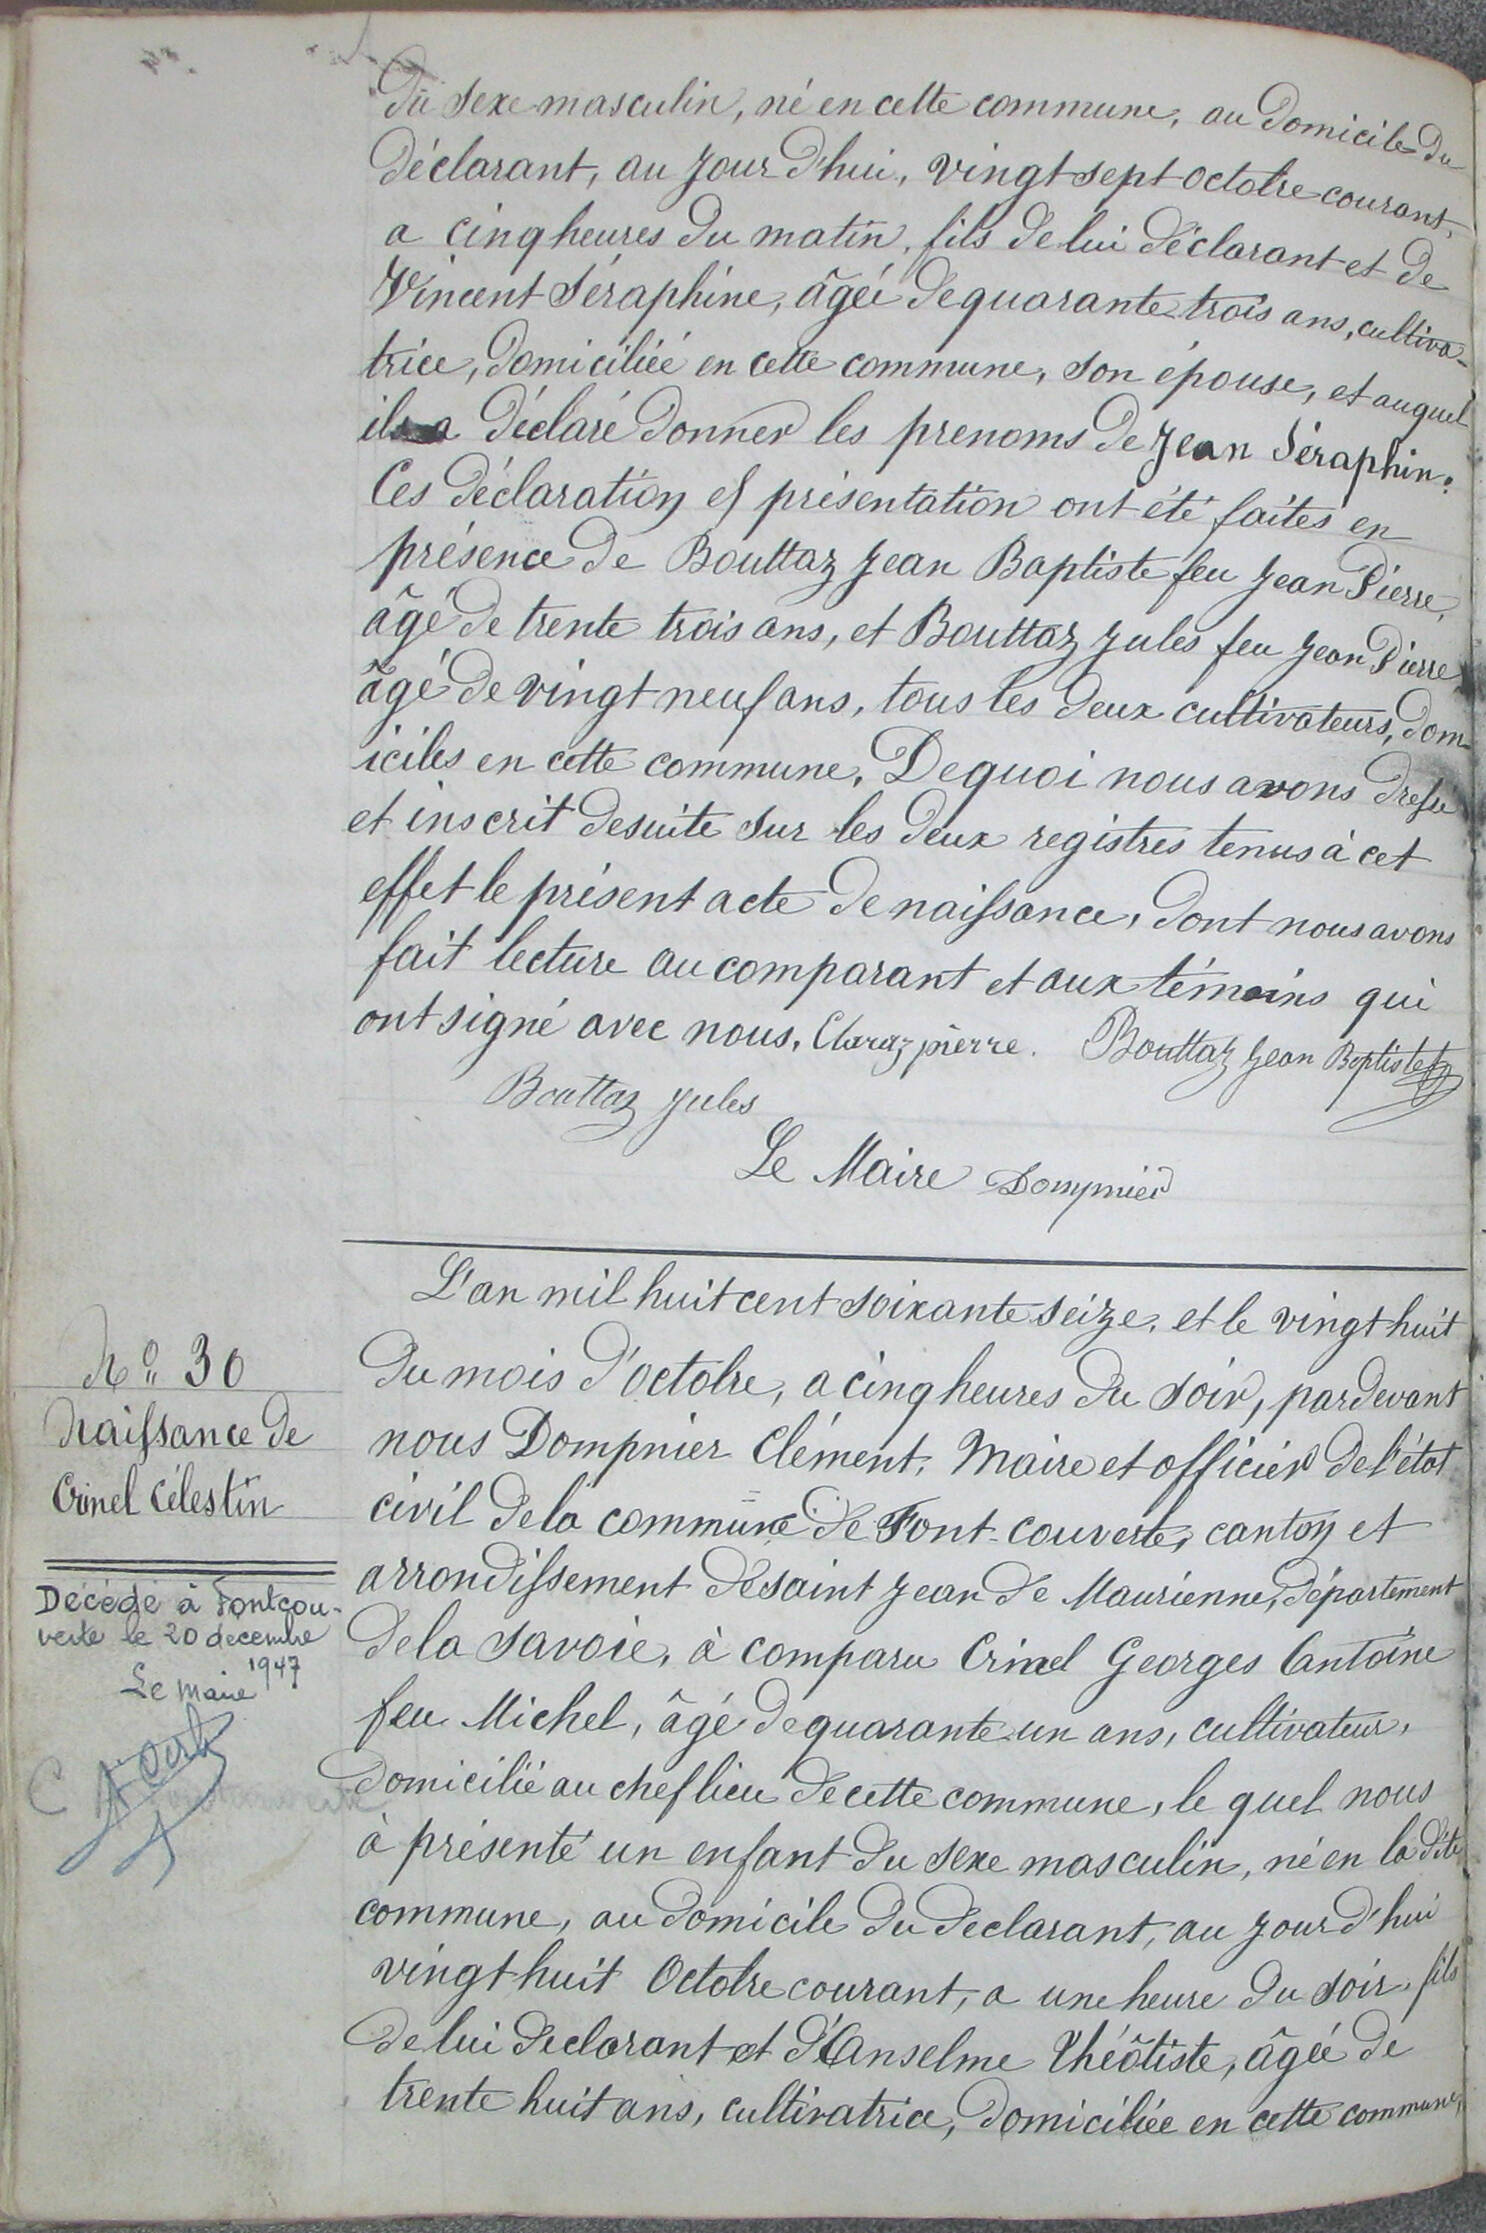 du sexe masculin, né en cette commune, au domicile du
déclarant, au jour d'hui, vingt sept octobre courant,
a cinq heures du matin, fils de lui déclarant et de
Vincent Séraphine, âgée de quarante trois ans, cultiva-
trice, domiciliée en cette commune, son épouse, et auquel
il a déclaré donner les prenoms de Jean Séraphin.
Ces déclaration et présentation ont été faites en
présence de Bouttaz Jean Baptiste feu Jean Pierre,
âgé de trente trois ans, et Bouttaz Jules feu Jean Pierre
âgé de vingt neuf ans, tous les deux cultivateurs, dom-
iciles en cette commune. De quoi nous avons dressé
et inscrit desuite sur les deux registres tenus à cet
effet le présent acte de naissance, dont nous avons
fait lecture au comparant et aux témoins qui
ont signé avec nous. Claraz pierre. Bouttaz Jean Baptiste
Bouttaz Jules
Le Maire Dompnier
N° 30
Naissance de
Crinel Célestin
Décédé à Fontcou-
verte le 20 decembre
1947
Le Maire
L'an mil huit cent soixante seize, et le vingt huit
du mois d'octobre, a cinq heures du soir, pardevant
nous Dompnier Clément, Maire et officier de l'état
civil de la commune de Font-couverte, canton et
arrondissement de saint Jean de Maurienne, département
de la Savoie, à comparu Crinel Georges Antoine
feu Michel, âgé de quarante un ans, cultivateur,
domicilié au chef lieu de cette commune, le quel nous
à présenté un enfant du sexe masculin, né en la dite
commune, au domicile du declarant, au jour d'hui
vingt huit Octobre courant, a une heure du soir, fils
de lui declarant et d'Anselme Théotiste, âgée de
trente huit ans, cultivatrice, domiciliée en cette commune,